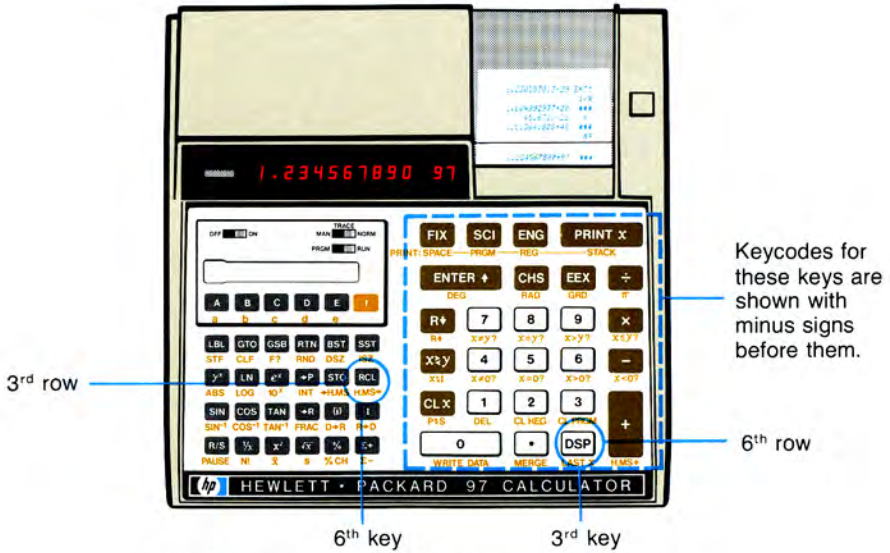 1.234567890 97
OFF ON
TRACE
MAN NORM
PRGM RUN
A B C D E f
a b c d e
LBL GTO GSB RTN BST SST
STF CLF F? RND DSZ ISZ
yˣ LN eˣ →P STO RCL
ABS LOG 10ˣ INT →H.MS H.MS→
SIN COS TAN →R (i) I
SIN⁻¹ COS⁻¹ TAN⁻¹ FRAC D→R R→D
R/S ⅟x x² √x % Σ+
PAUSE N! x̄ s %CH Σ−
FIX SCI ENG PRINT x
PRINT: SPACE PRGM REG STACK
ENTER ↑ CHS EEX ÷
DEG RAD GRD π
R↓ 7 8 9 ×
R↑ X≠y? X=y? X>y? X≤y?
x⇄y 4 5 6 −
X⇄I X≠0? X=0? X>0? X<0?
CL x 1 2 3 +
P⇄S DEL CL REG CL PRGM
0 • DSP
WRITE DATA MERGE LAST X H.MS+
hp HEWLETT • PACKARD 97 CALCULATOR
Keycodes for
these keys are
shown with
minus signs
before them.
3rd row
6th row
6th key
3rd key